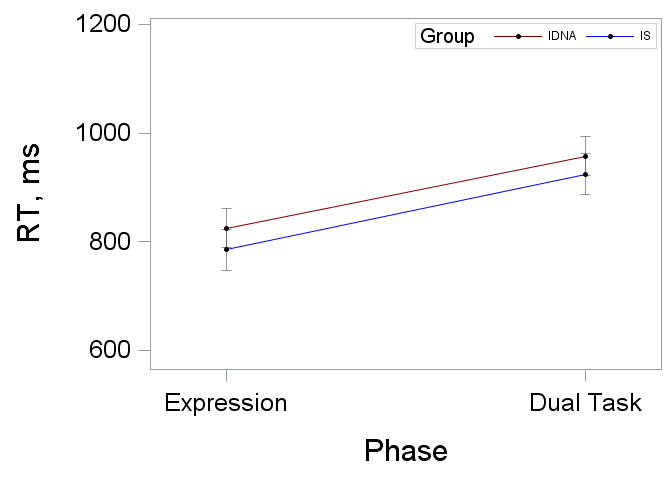 1200
Group IDNA IS
1000
800
600
RT, ms
Expression Dual Task
Phase